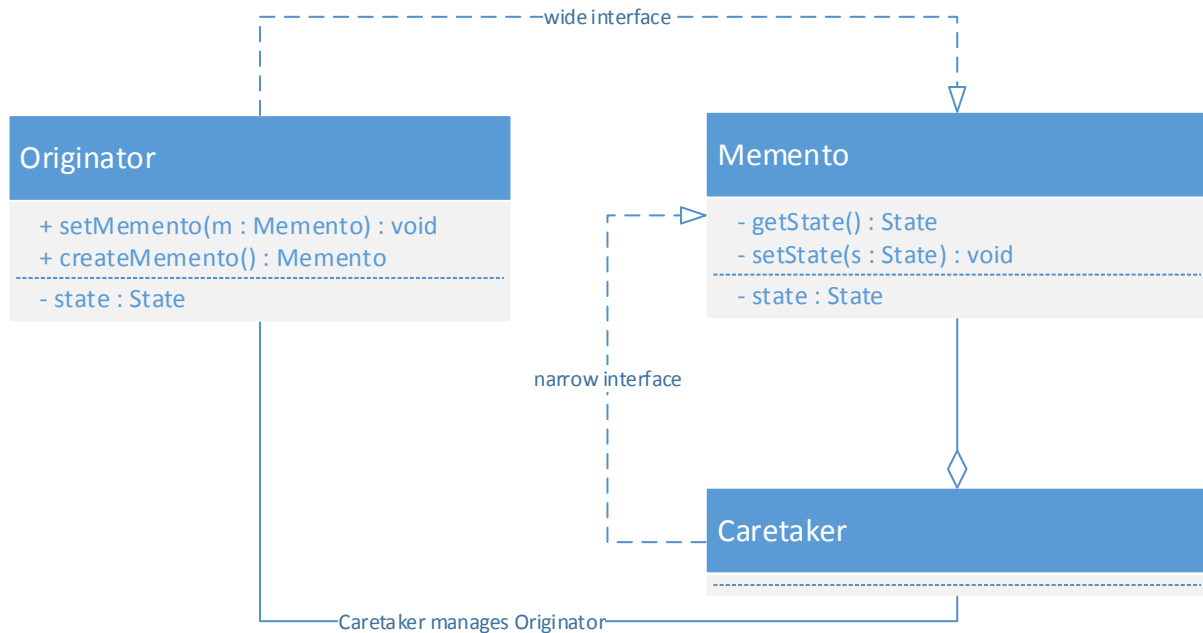 wide interface
Originator
+ setMemento(m : Memento) : void
+ createMemento() : Memento
- state : State
Memento
- getState() : State
- setState(s : State) : void
- state : State
narrow interface
Caretaker
Caretaker manages Originator